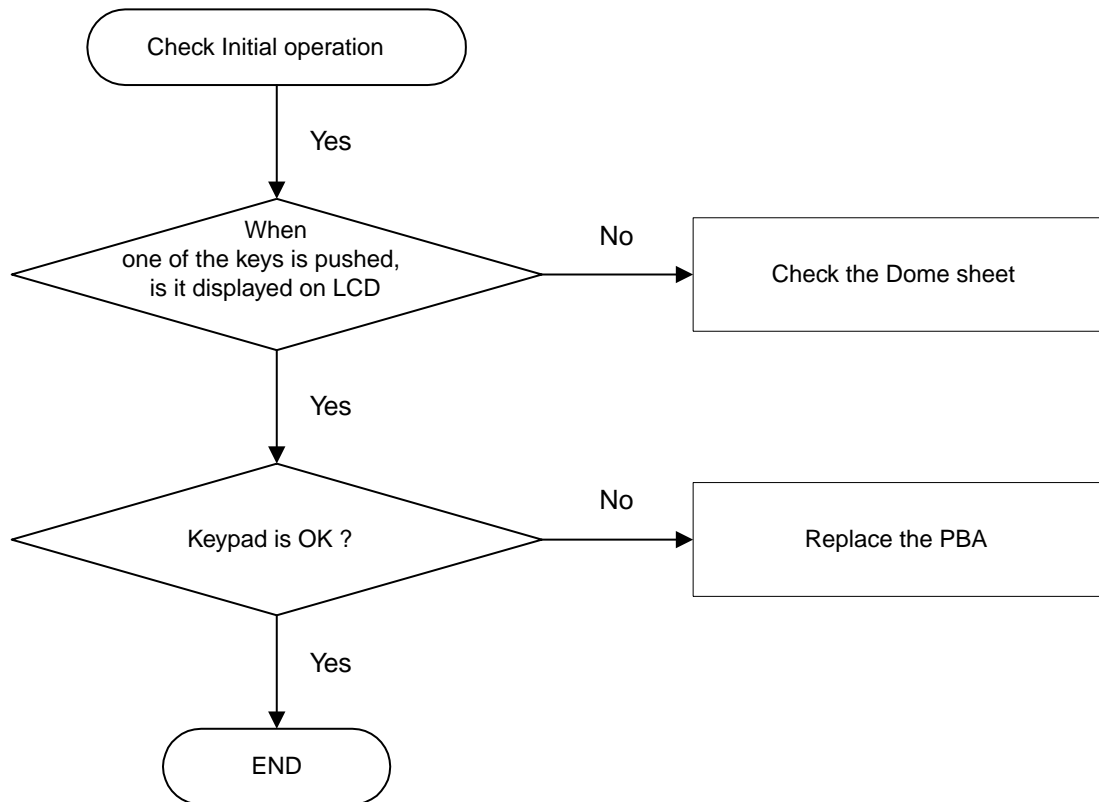 Check Initial operation
Yes
When
one of the keys is pushed,
is it displayed on LCD
No
Check the Dome sheet
Yes
Keypad is OK ?
No
Replace the PBA
Yes
END